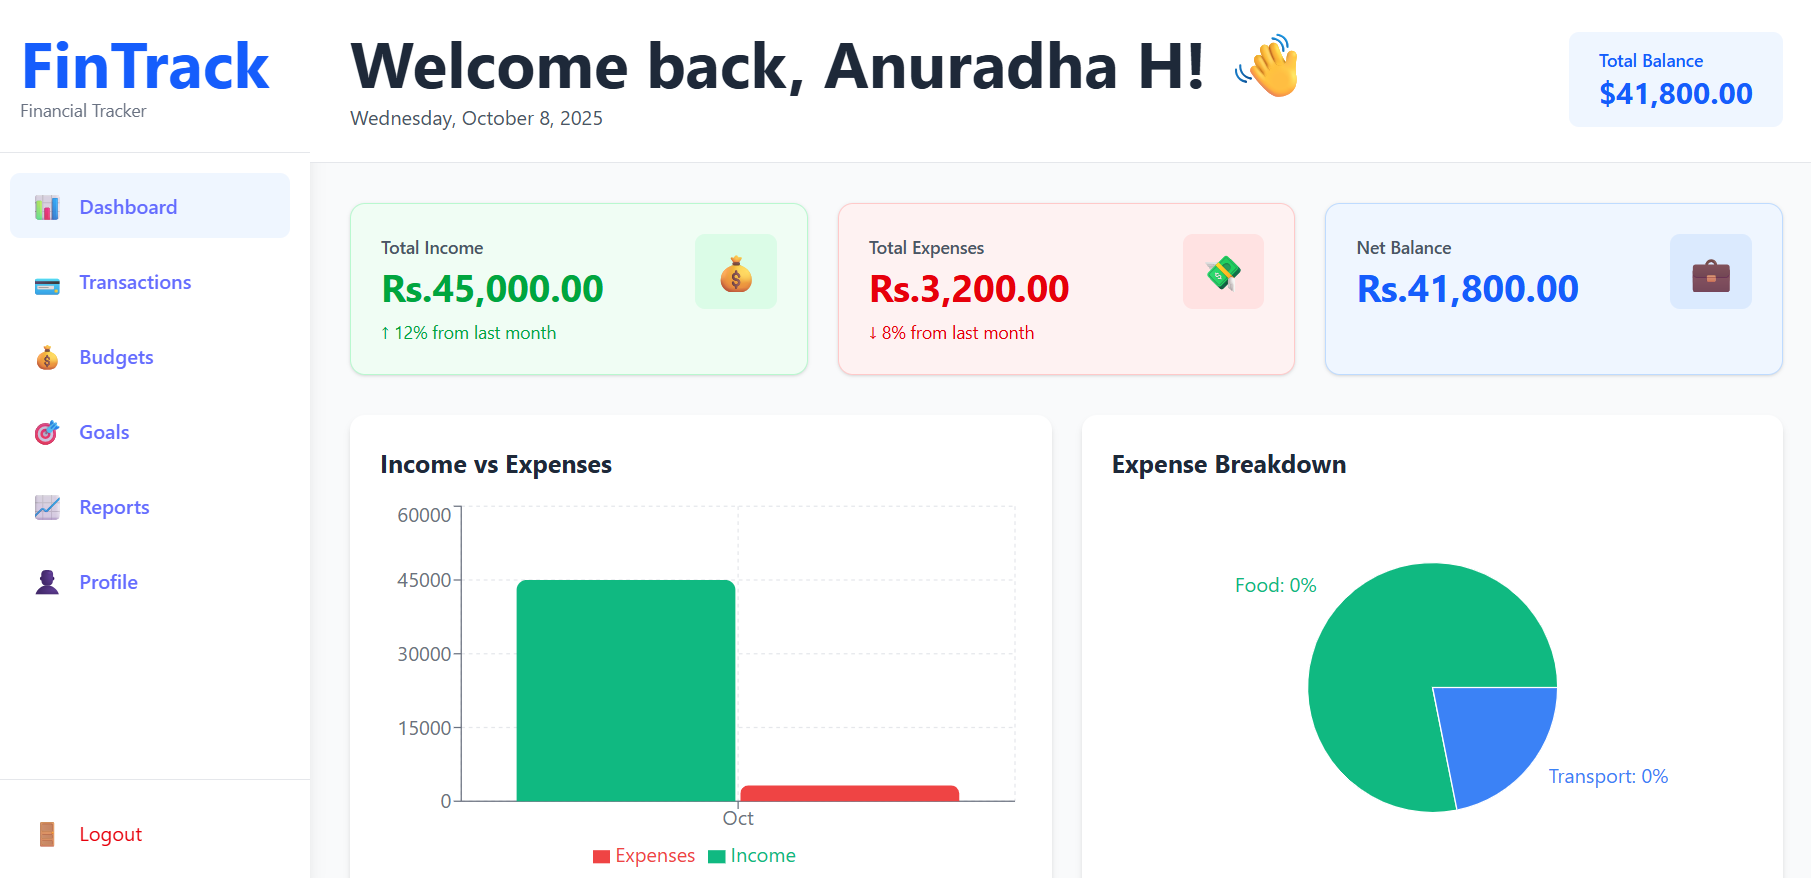 FinTrack
Financial Tracker
Dashboard
Transactions
Budgets
Goals
Reports
Profile
Logout
Welcome back, Anuradha H! 👋
Wednesday, October 8, 2025
Total Balance
$41,800.00
Total Income
Rs.45,000.00
↑ 12% from last month
Total Expenses
Rs.3,200.00
↓ 8% from last month
Net Balance
Rs.41,800.00
Income vs Expenses
60000
45000
30000
15000
0
Oct
Expenses Income
Expense Breakdown
Food: 0%
Transport: 0%